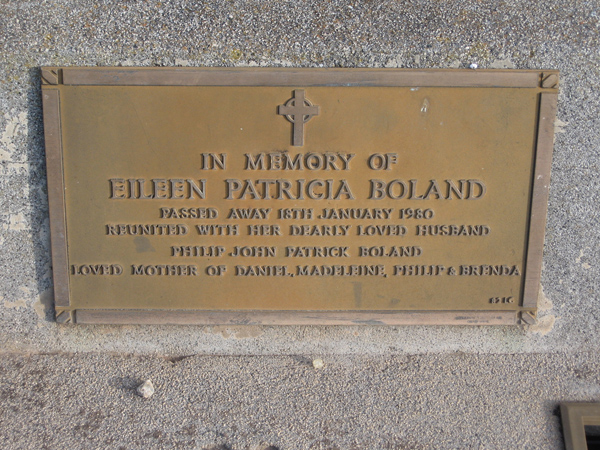 IN MEMORY OF
EILEEN PATRICIA BOLAND
PASSED AWAY 18TH JANUARY 1980
REUNITED WITH HER DEARLY LOVED HUSBAND
PHILIP JOHN PATRICK BOLAND
LOVED MOTHER OF DANIEL, MADELEINE, PHILIP & BRENDA